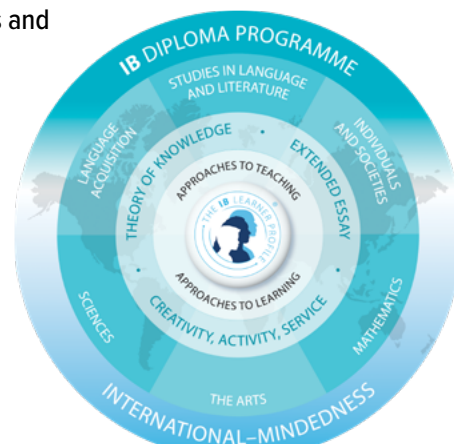 s and
IB DIPLOMA PROGRAMME
STUDIES IN LANGUAGE
AND LITERATURE
LANGUAGE
ACQUISITION
INDIVIDUALS
AND SOCIETIES
THEORY OF KNOWLEDGE
EXTENDED ESSAY
APPROACHES TO TEACHING
THE IB LEARNER PROFILE
APPROACHES TO LEARNING
CREATIVITY, ACTIVITY, SERVICE
SCIENCES
MATHEMATICS
THE ARTS
INTERNATIONAL–MINDEDNESS